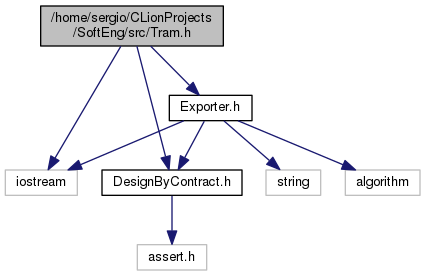 /home/sergio/CLionProjects
/SoftEng/src/Tram.h
Exporter.h
iostream
DesignByContract.h
string
algorithm
assert.h